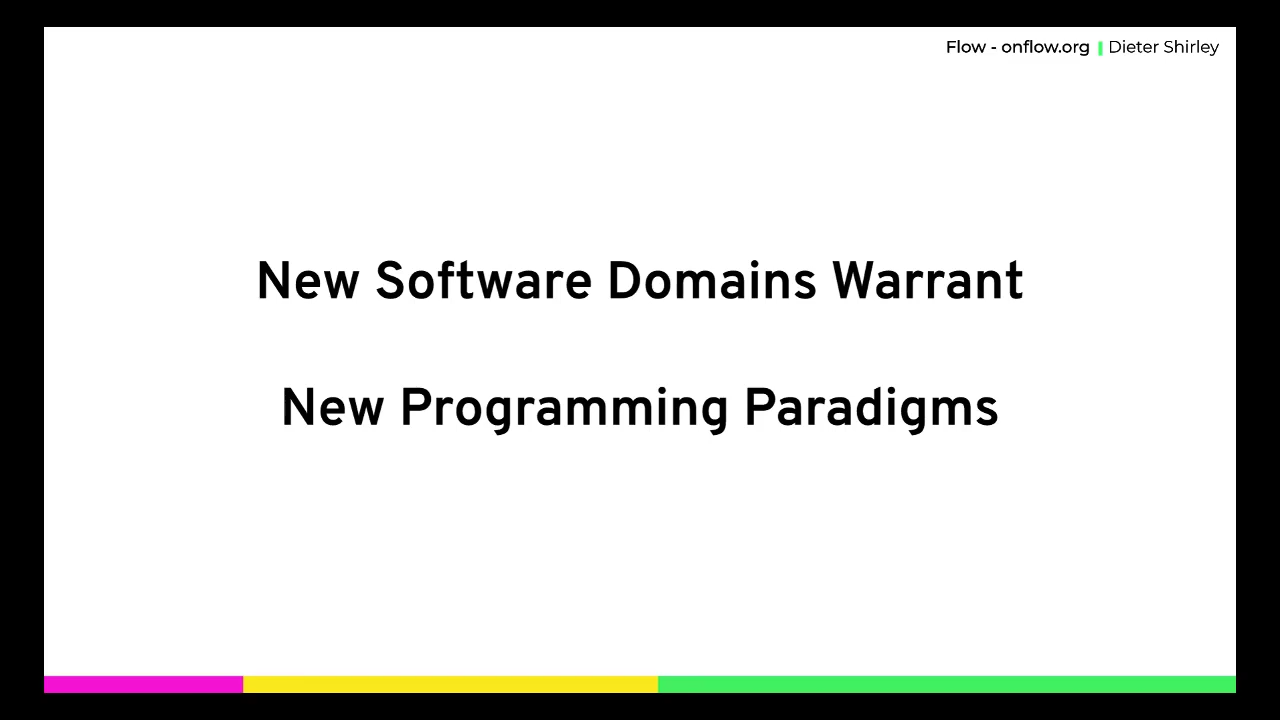 Flow - onflow.org | Dieter Shirley
New Software Domains Warrant
New Programming Paradigms